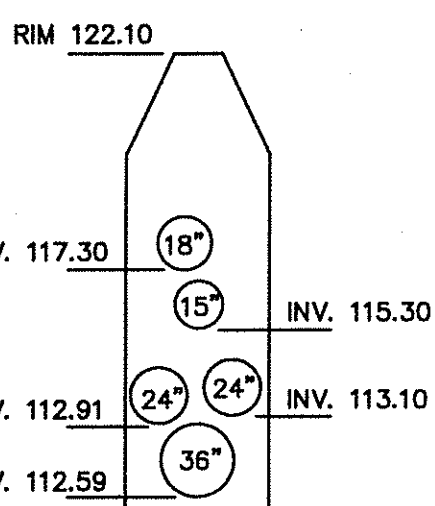 RIM 122.10
V. 117.30
18"
15"
INV. 115.30
24"
24"
V. 112.91
INV. 113.10
36"
V. 112.59